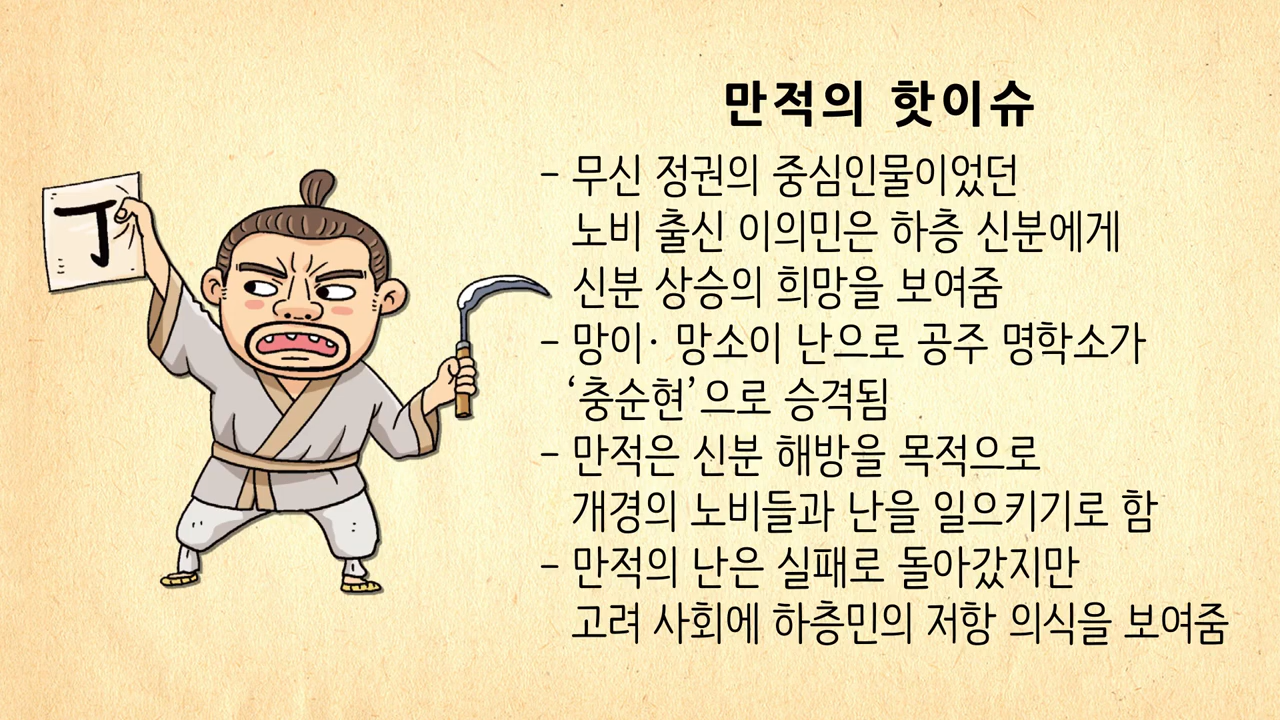 丁
만적의 핫이슈
- 무신 정권의 중심인물이었던
노비 출신 이의민은 하층 신분에게
신분 상승의 희망을 보여줌
- 망이· 망소이 난으로 공주 명학소가
‘충순현’으로 승격됨
- 만적은 신분 해방을 목적으로
개경의 노비들과 난을 일으키기로 함
- 만적의 난은 실패로 돌아갔지만
고려 사회에 하층민의 저항 의식을 보여줌